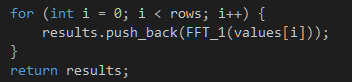 for (int i = 0; i < rows; i++) {
    results.push_back(FFT_1(values[i]));
}
return results;